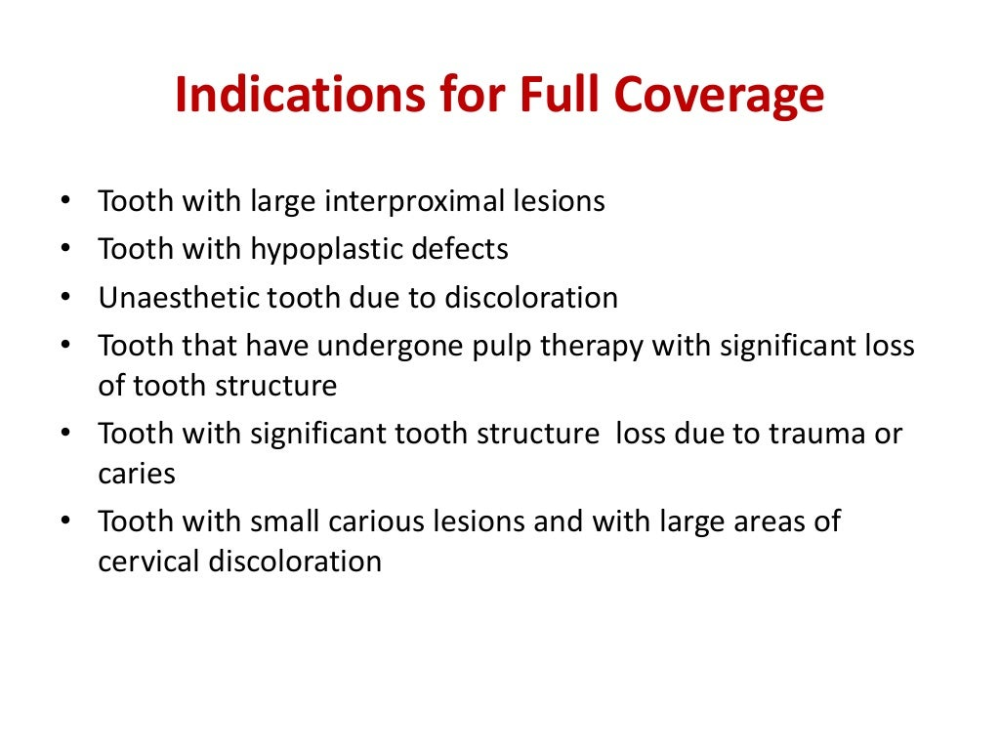 Indications for Full Coverage
• Tooth with large interproximal lesions
• Tooth with hypoplastic defects
• Unaesthetic tooth due to discoloration
• Tooth that have undergone pulp therapy with significant loss
of tooth structure
• Tooth with significant tooth structure  loss due to trauma or
caries
• Tooth with small carious lesions and with large areas of
cervical discoloration